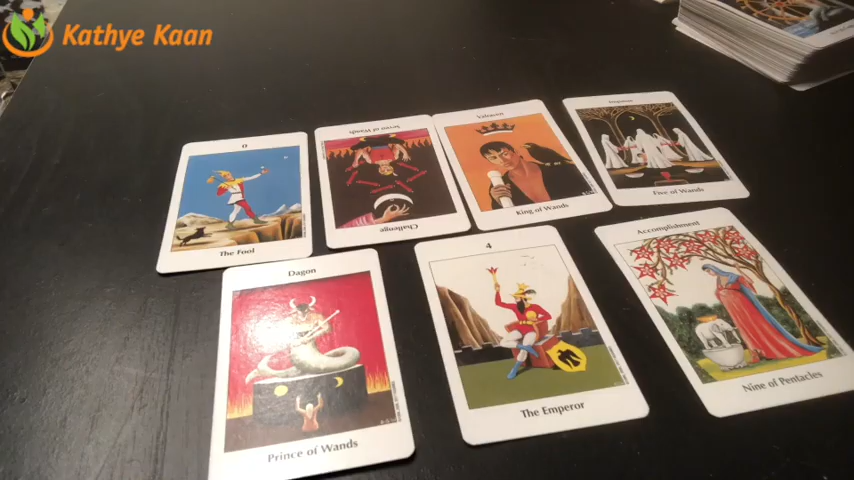 Kathye Kaan
0
The Fool
Seven of Wands
Challenge
Valraven
King of Wands
Five of Wands
Dagon
Prince of Wands
4
The Emperor
Accomplishment
Nine of Pentacles